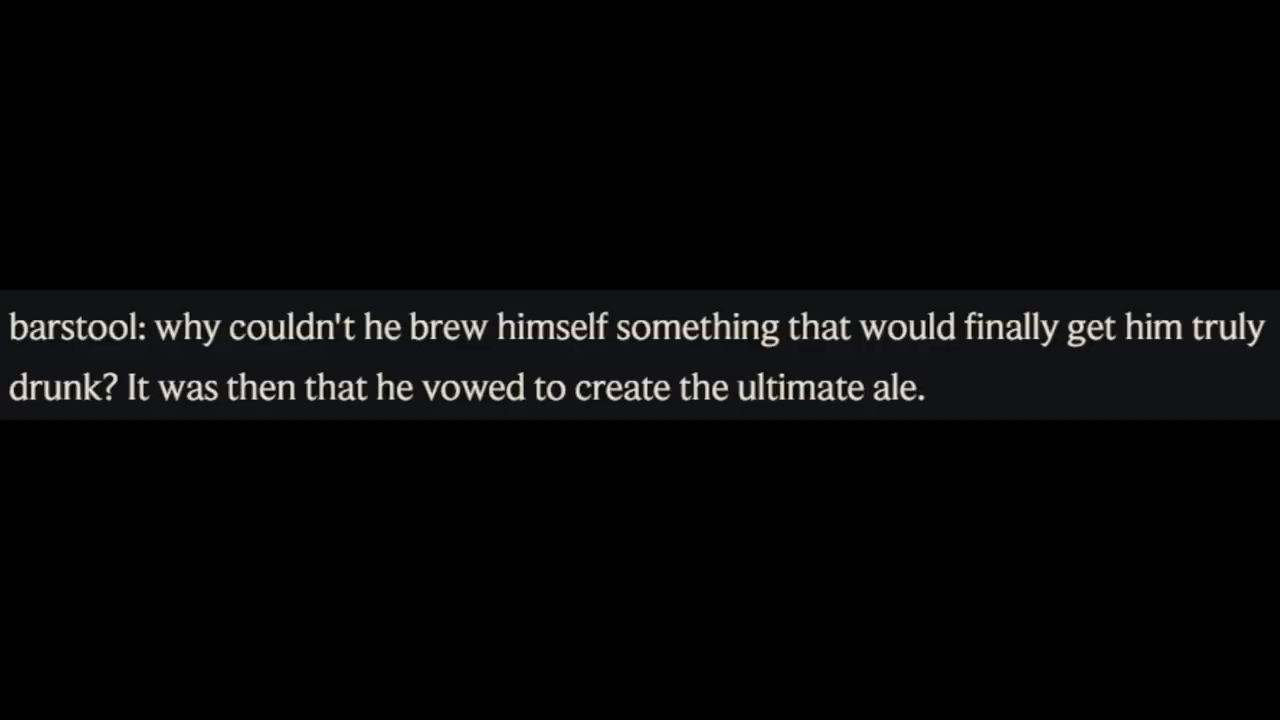 barstool: why couldn't he brew himself something that would finally get him truly
drunk? It was then that he vowed to create the ultimate ale.